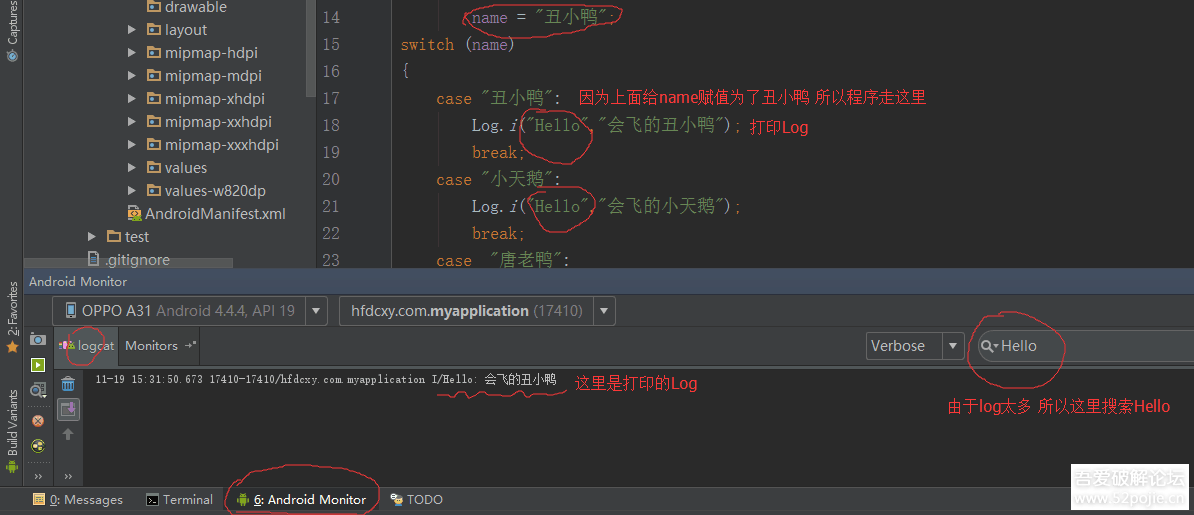 Captures
drawable
layout
mipmap-hdpi
mipmap-mdpi
mipmap-xhdpi
mipmap-xxhdpi
mipmap-xxxhdpi
values
values-w820dp
AndroidManifest.xml
test
.gitignore
14 name = "丑小鸭";
15 switch (name)
16 {
17 case "丑小鸭": 因为上面给name赋值为了丑小鸭 所以程序走这里
18 Log.i("Hello","会飞的丑小鸭"); 打印Log
19 break;
20 case "小天鹅":
21 Log.i("Hello","会飞的小天鹅");
22 break;
23 case "唐老鸭":
Android Monitor
2: Favorites
Build Variants
OPPO A31 Android 4.4.4, API 19
hfdcxy.com.myapplication (17410)
logcat
Monitors
Verbose
Hello
11-19 15:31:50.673 17410-17410/hfdcxy.com.myapplication I/Hello: 会飞的丑小鸭 这里是打印的Log
由于log太多 所以这里搜索Hello
0: Messages
Terminal
6: Android Monitor
TODO
吾爱破解论坛
www.52pojie.cn